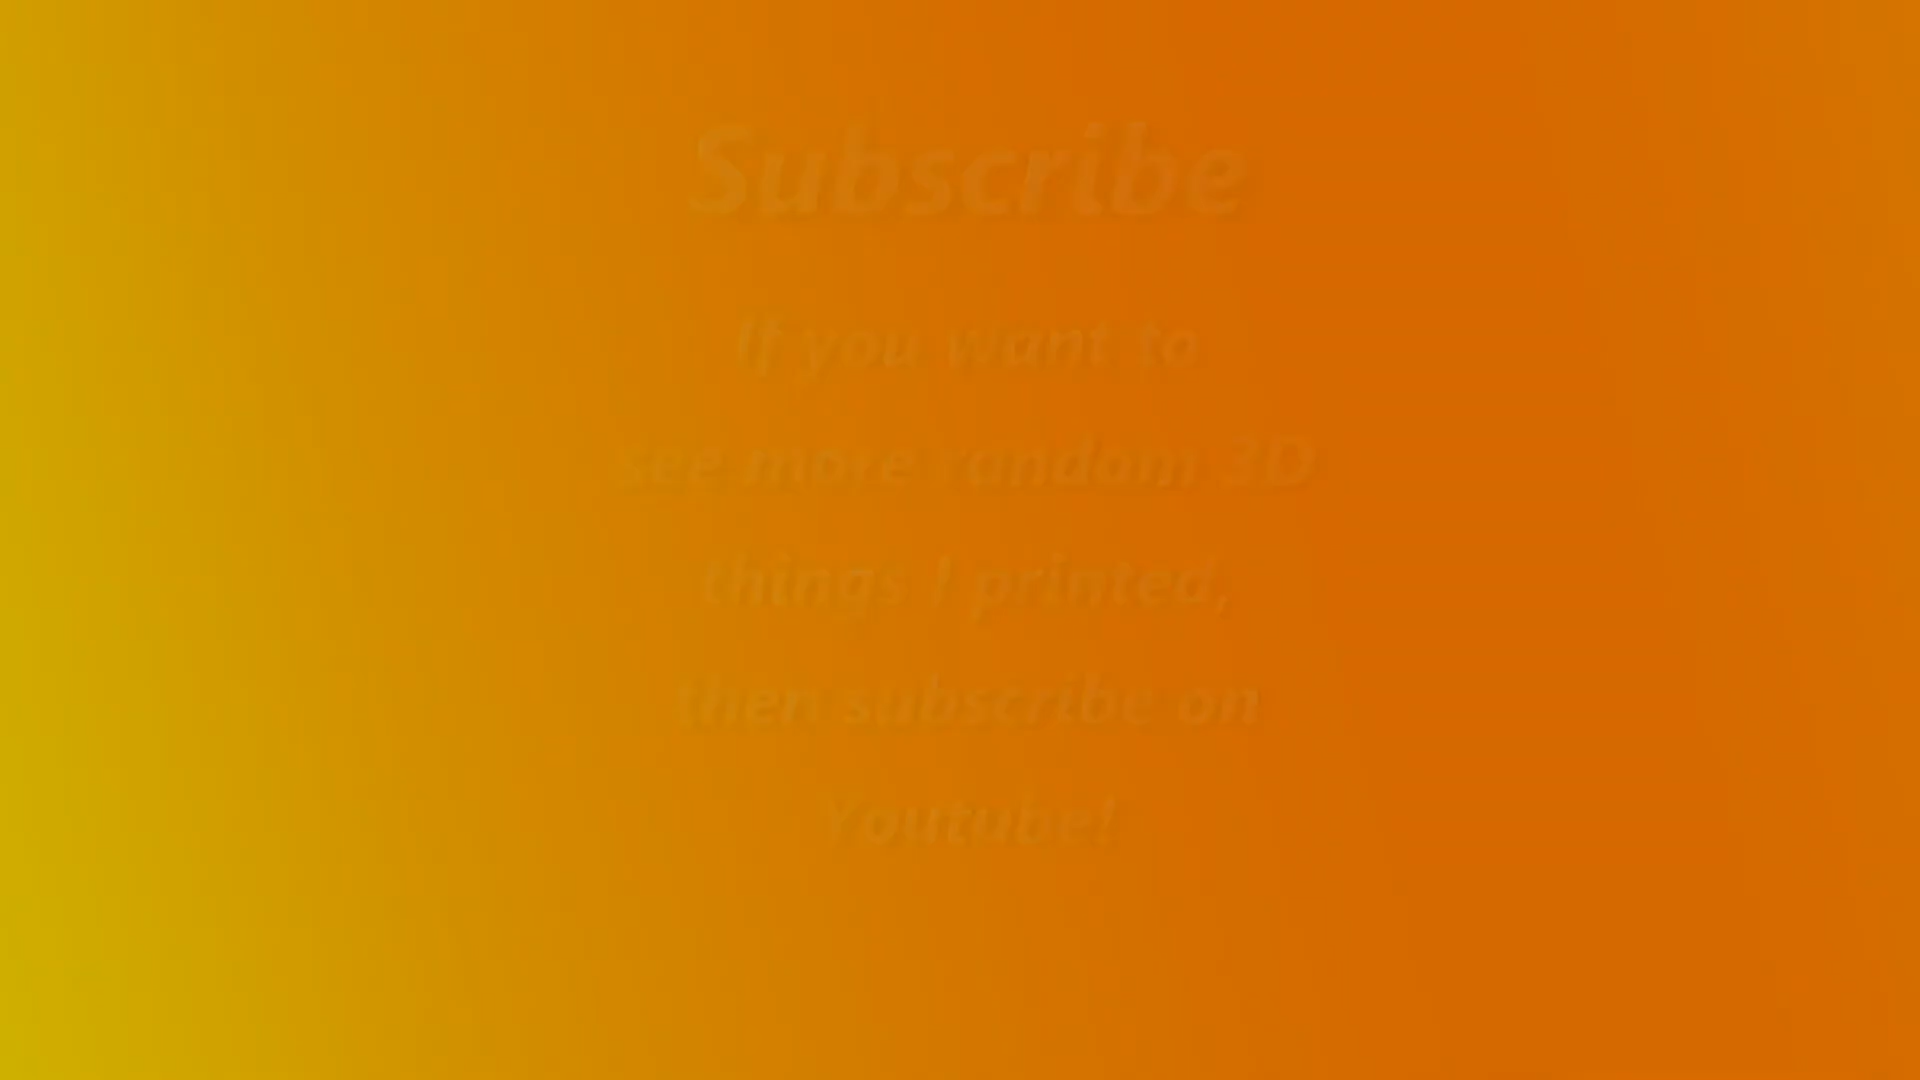 Subscribe
If you want to
see more random 3D
things I printed,
then subscribe on
Youtube!